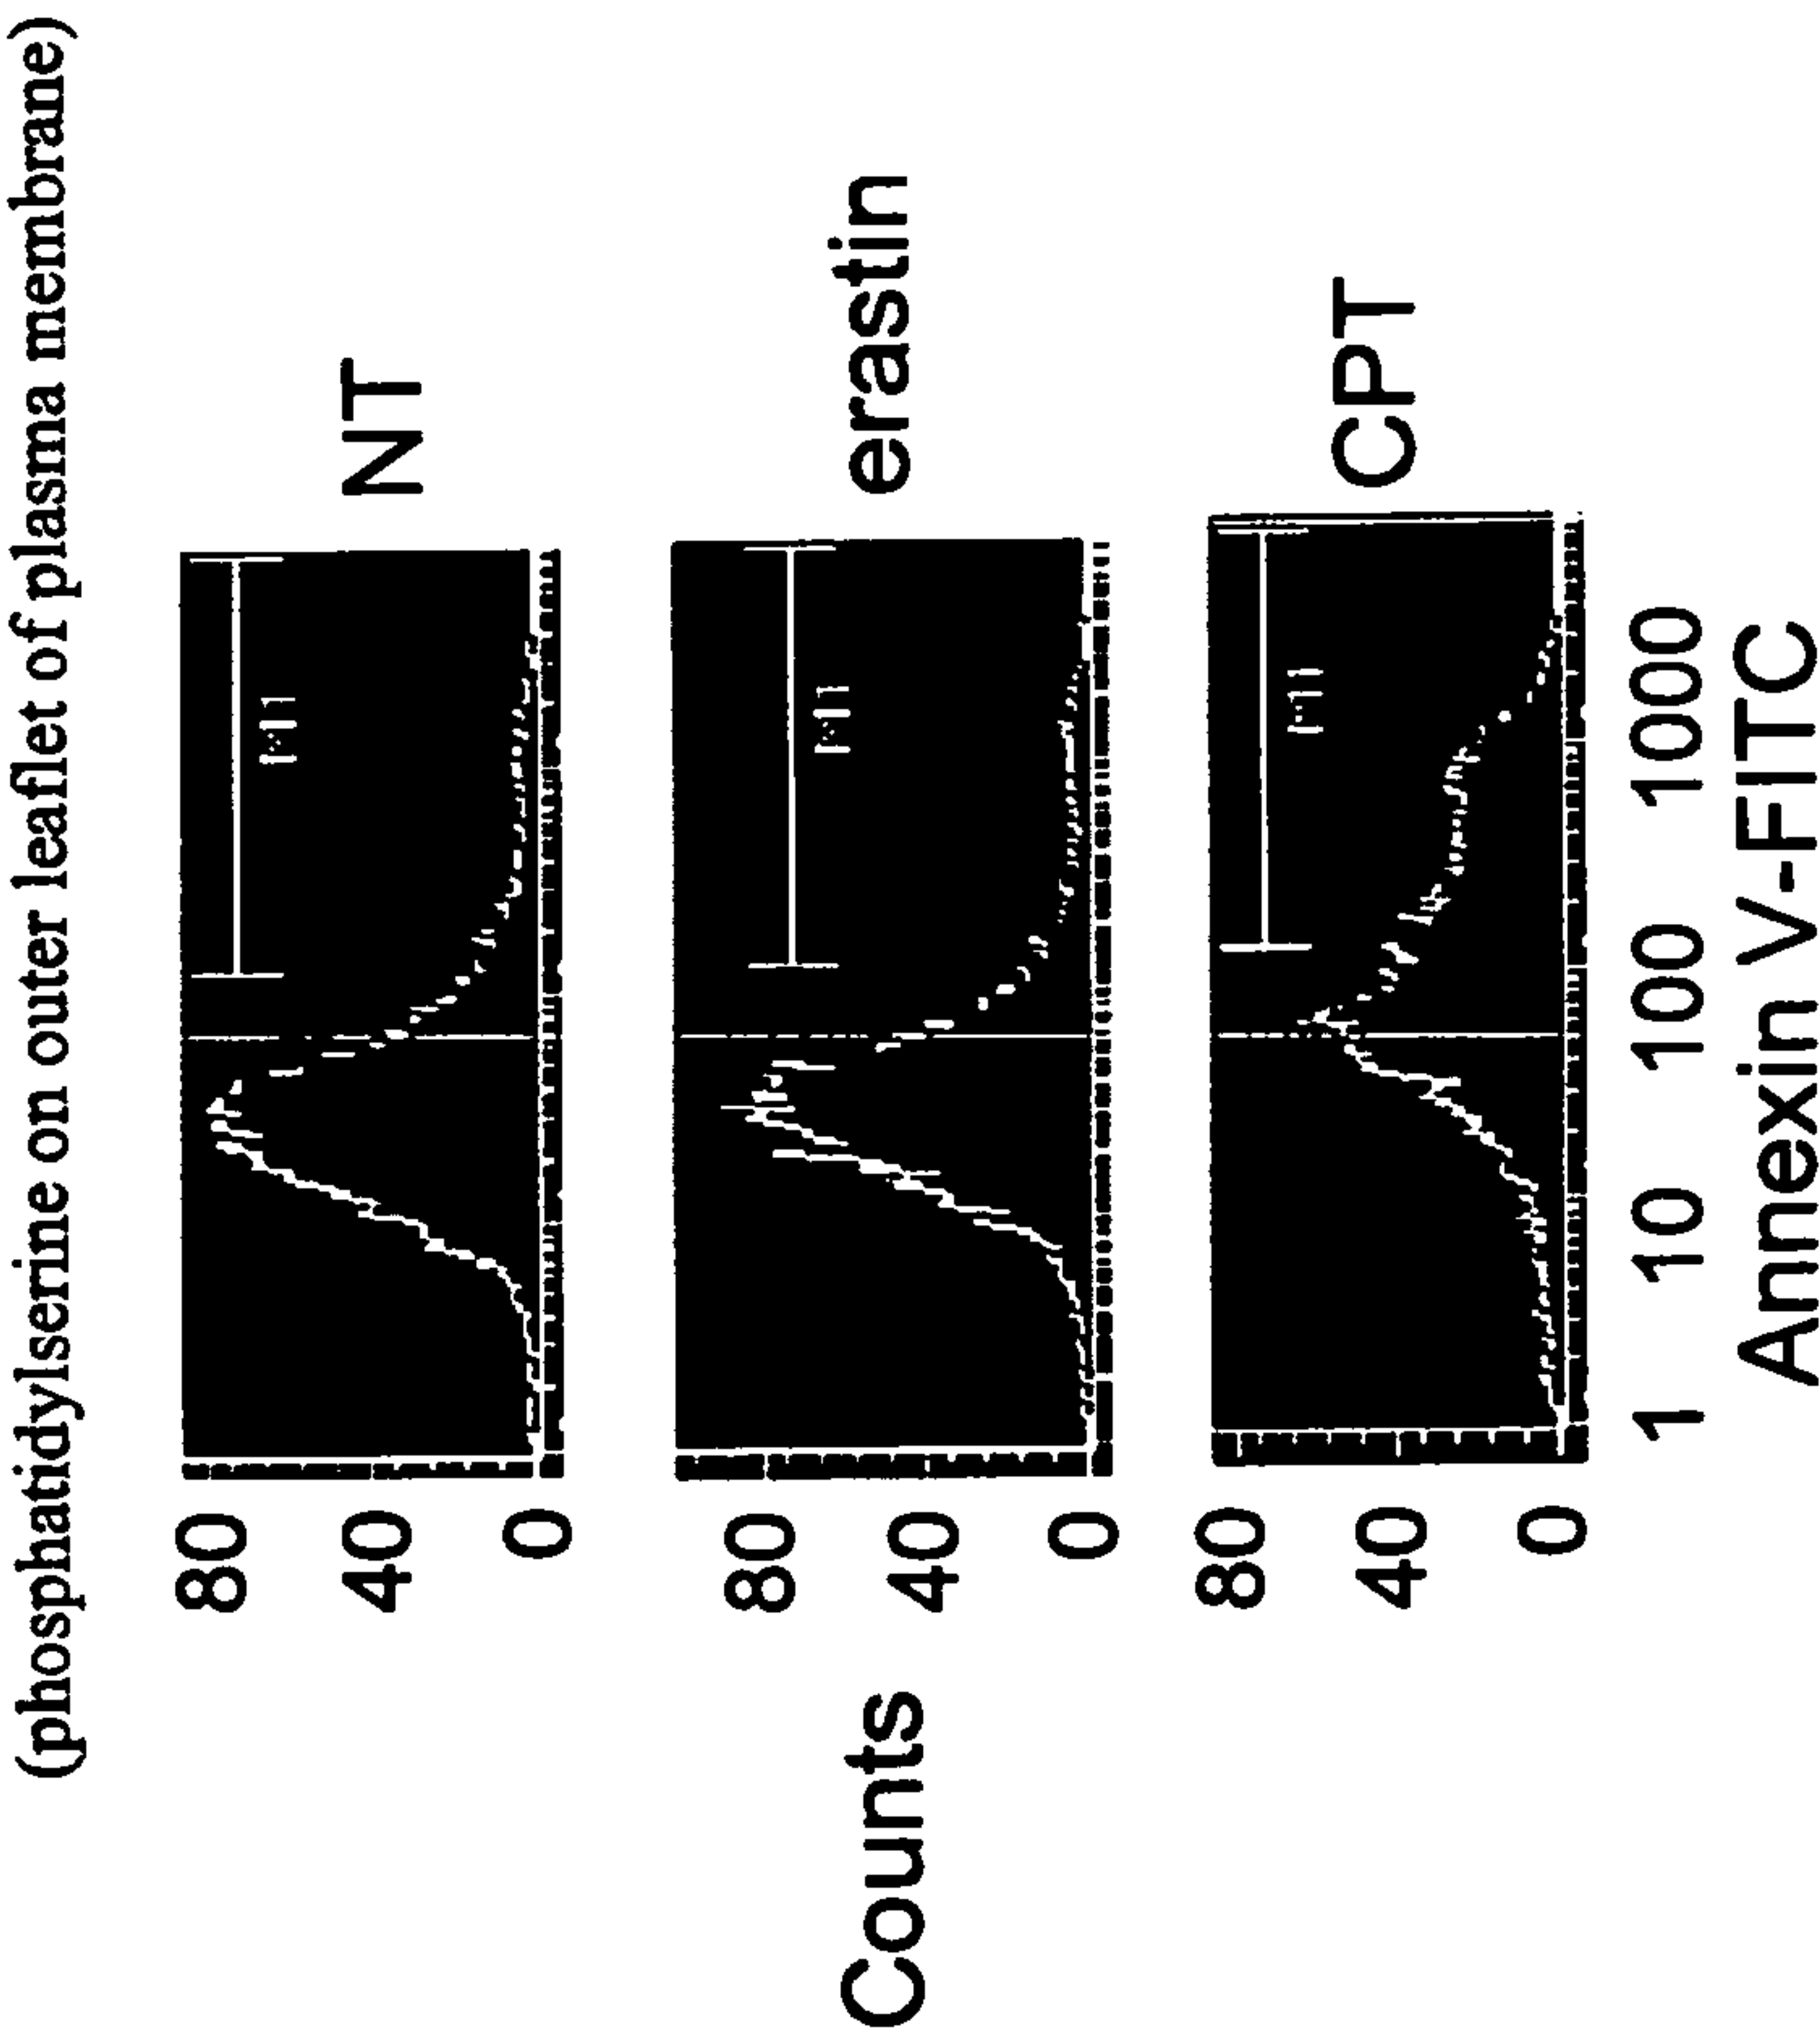 (phosphatidylserine on outer leaflet of plasma membrane)
80
40
0
M1
NT
Counts
80
40
0
M1
erastin
80
40
0
M1
CPT
1 10 100 100 1000
Annexin V-FITC